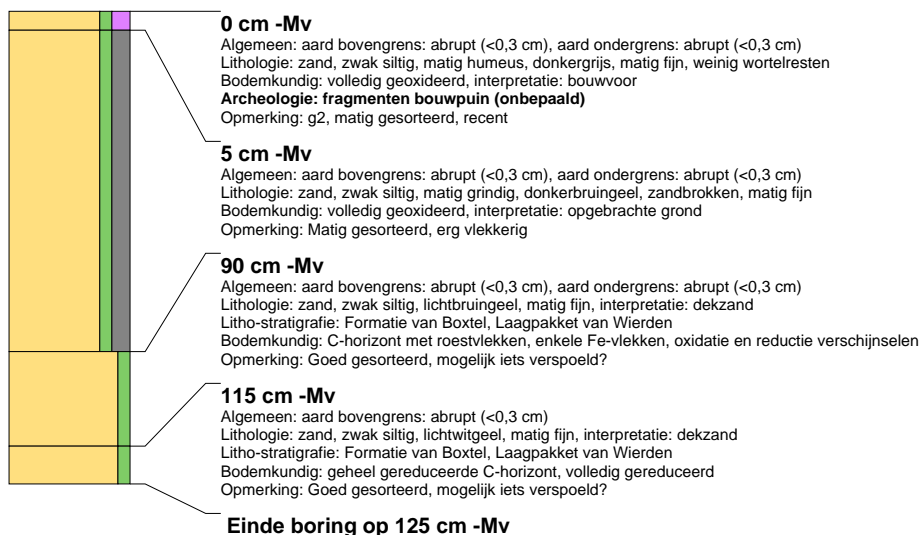 0 cm -Mv
Algemeen: aard bovengrens: abrupt (<0,3 cm), aard ondergrens: abrupt (<0,3 cm)
Lithologie: zand, zwak siltig, matig humeus, donkergrijs, matig fijn, weinig wortelresten
Bodemkundig: volledig geoxideerd, interpretatie: bouwvoor
Archeologie: fragmenten bouwpuin (onbepaald)
Opmerking: g2, matig gesorteerd, recent
5 cm -Mv
Algemeen: aard bovengrens: abrupt (<0,3 cm), aard ondergrens: abrupt (<0,3 cm)
Lithologie: zand, zwak siltig, matig grindig, donkerbruingeel, zandbrokken, matig fijn
Bodemkundig: volledig geoxideerd, interpretatie: opgebrachte grond
Opmerking: Matig gesorteerd, erg vlekkerig
90 cm -Mv
Algemeen: aard bovengrens: abrupt (<0,3 cm), aard ondergrens: abrupt (<0,3 cm)
Lithologie: zand, zwak siltig, lichtbruingeel, matig fijn, interpretatie: dekzand
Litho-stratigrafie: Formatie van Boxtel, Laagpakket van Wierden
Bodemkundig: C-horizont met roestvlekken, enkele Fe-vlekken, oxidatie en reductie verschijnselen
Opmerking: Goed gesorteerd, mogelijk iets verspoeld?
115 cm -Mv
Algemeen: aard bovengrens: abrupt (<0,3 cm)
Lithologie: zand, zwak siltig, lichtwitgeel, matig fijn, interpretatie: dekzand
Litho-stratigrafie: Formatie van Boxtel, Laagpakket van Wierden
Bodemkundig: geheel gereduceerde C-horizont, volledig gereduceerd
Opmerking: Goed gesorteerd, mogelijk iets verspoeld?
Einde boring op 125 cm -Mv